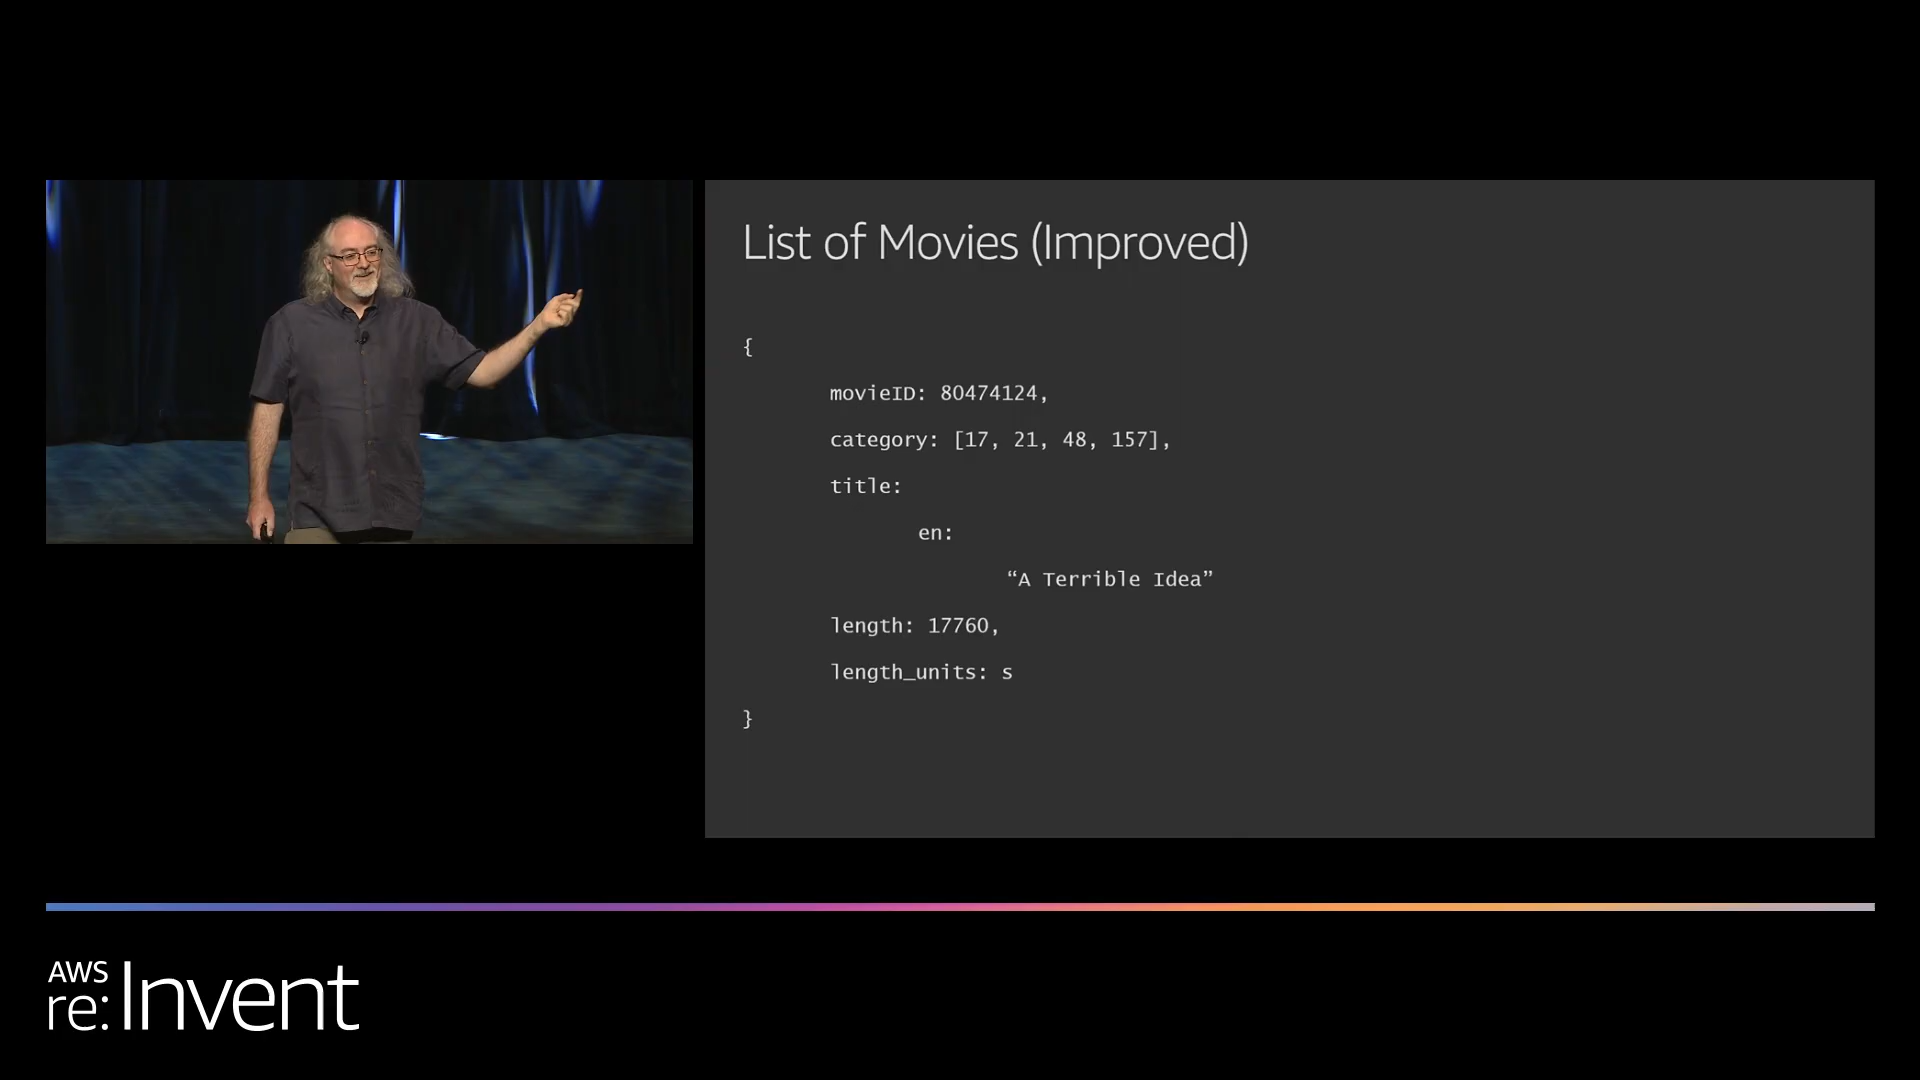 List of Movies (Improved)
{
movieID: 80474124,
category: [17, 21, 48, 157],
title:
en:
“A Terrible Idea”
length: 17760,
length_units: s
}
AWS
re:Invent